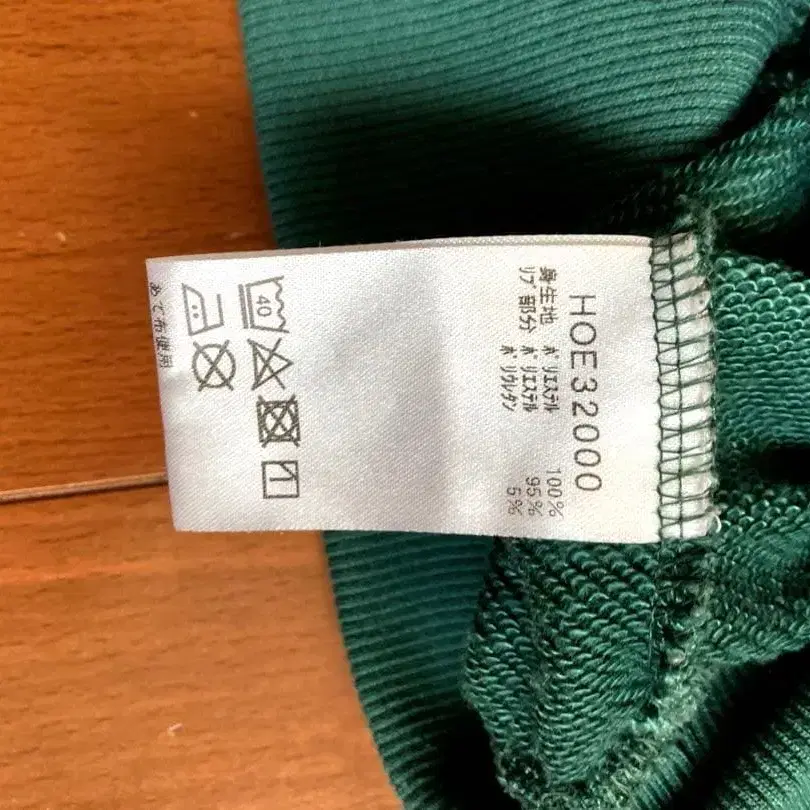 HOE32000
身生地 ポリエステル 100%
リブ部分 ポリエステル 95%
ポリウレタン 5%
40
あて布使用